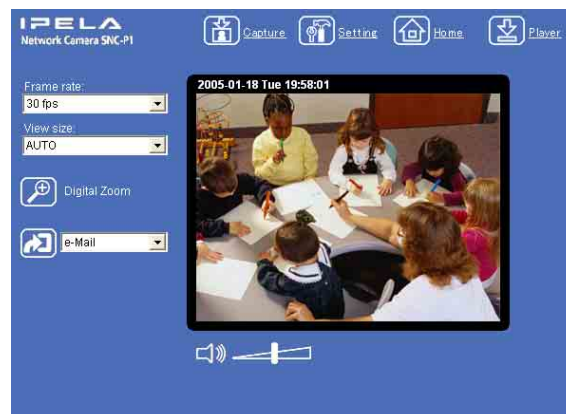 IPELA
Network Camera SNC-P1
Capture
Setting
Home
Player
Frame rate:
30 fps
View size:
AUTO
Digital Zoom
e-Mail
2005-01-18 Tue 19:58:01